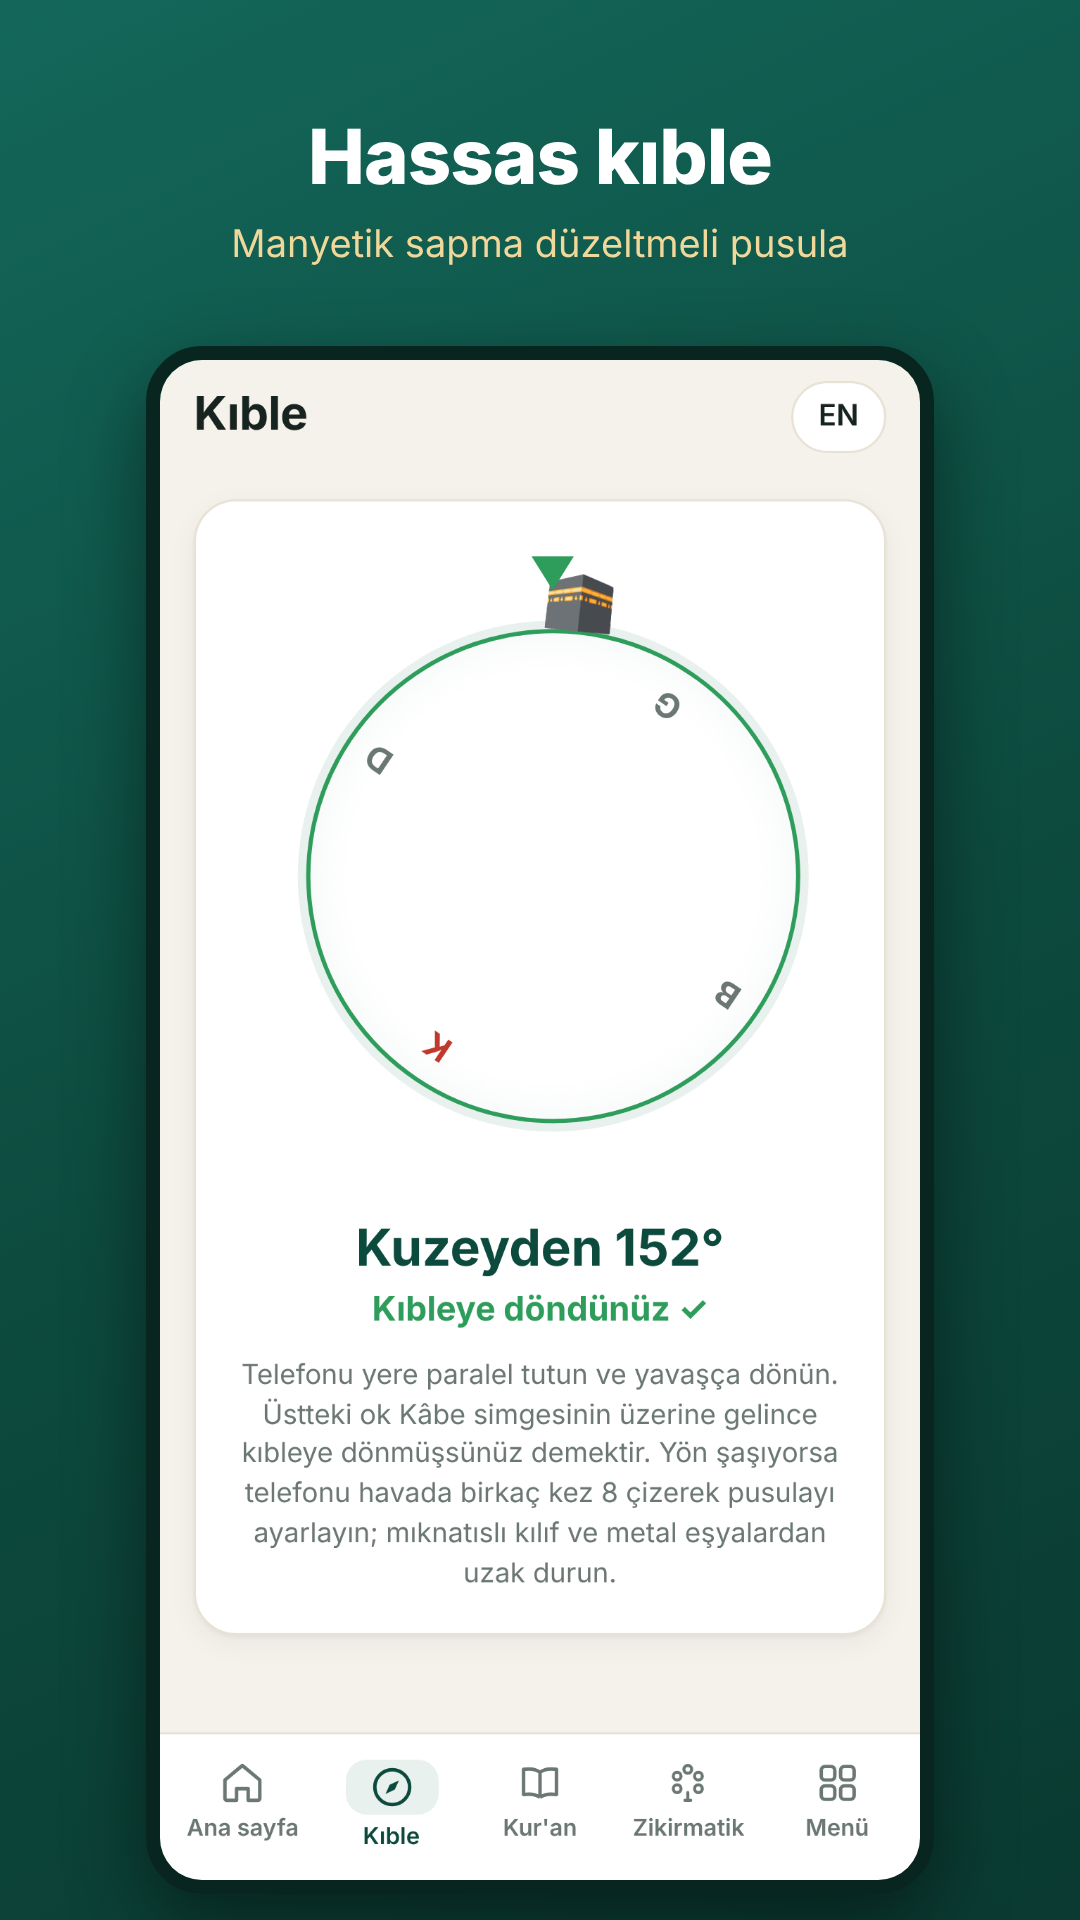 Hassas kıble
Manyetik sapma düzeltmeli pusula
Kıble
EN
G
D
B
K
Kuzeyden 152°
Kıbleye döndünüz ✓
Telefonu yere paralel tutun ve yavaşça dönün.
Üstteki ok Kâbe simgesinin üzerine gelince
kıbleye dönmüşsünüz demektir. Yön şaşıyorsa
telefonu havada birkaç kez 8 çizerek pusulayı
ayarlayın; mıknatıslı kılıf ve metal eşyalardan
uzak durun.
Ana sayfa
Kıble
Kur'an
Zikirmatik
Menü